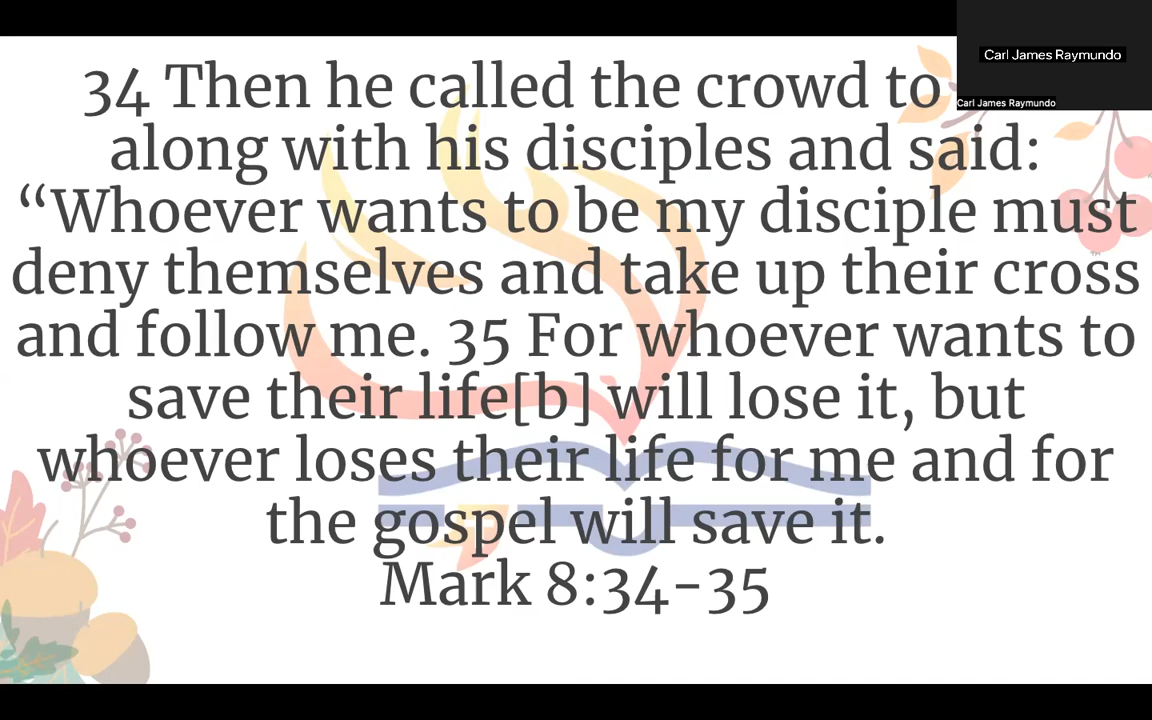 Carl James Raymundo
Carl James Raymundo
34 Then he called the crowd to
along with his disciples and said:
“Whoever wants to be my disciple must
deny themselves and take up their cross
and follow me. 35 For whoever wants to
save their life[b] will lose it, but
whoever loses their life for me and for
the gospel will save it.
Mark 8:34-35